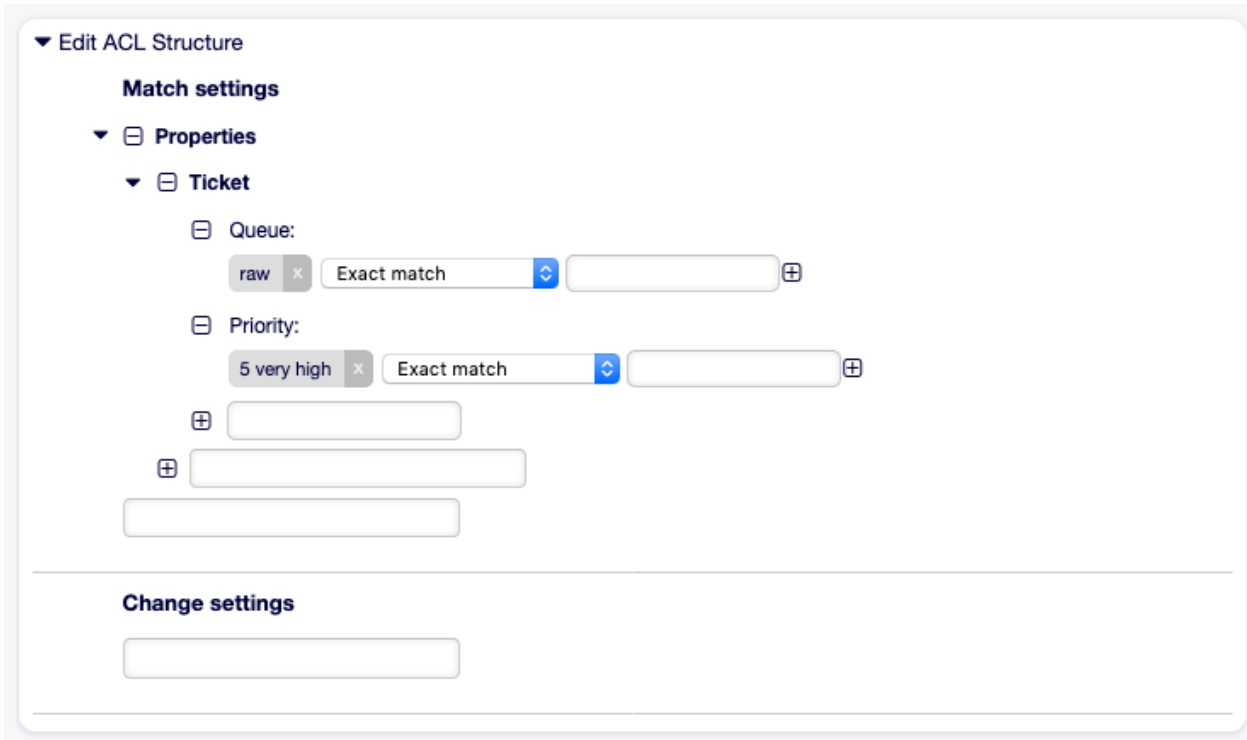 Edit ACL Structure
Match settings
Properties
Ticket
Queue:
raw x Exact match
Priority:
5 very high x Exact match
Change settings